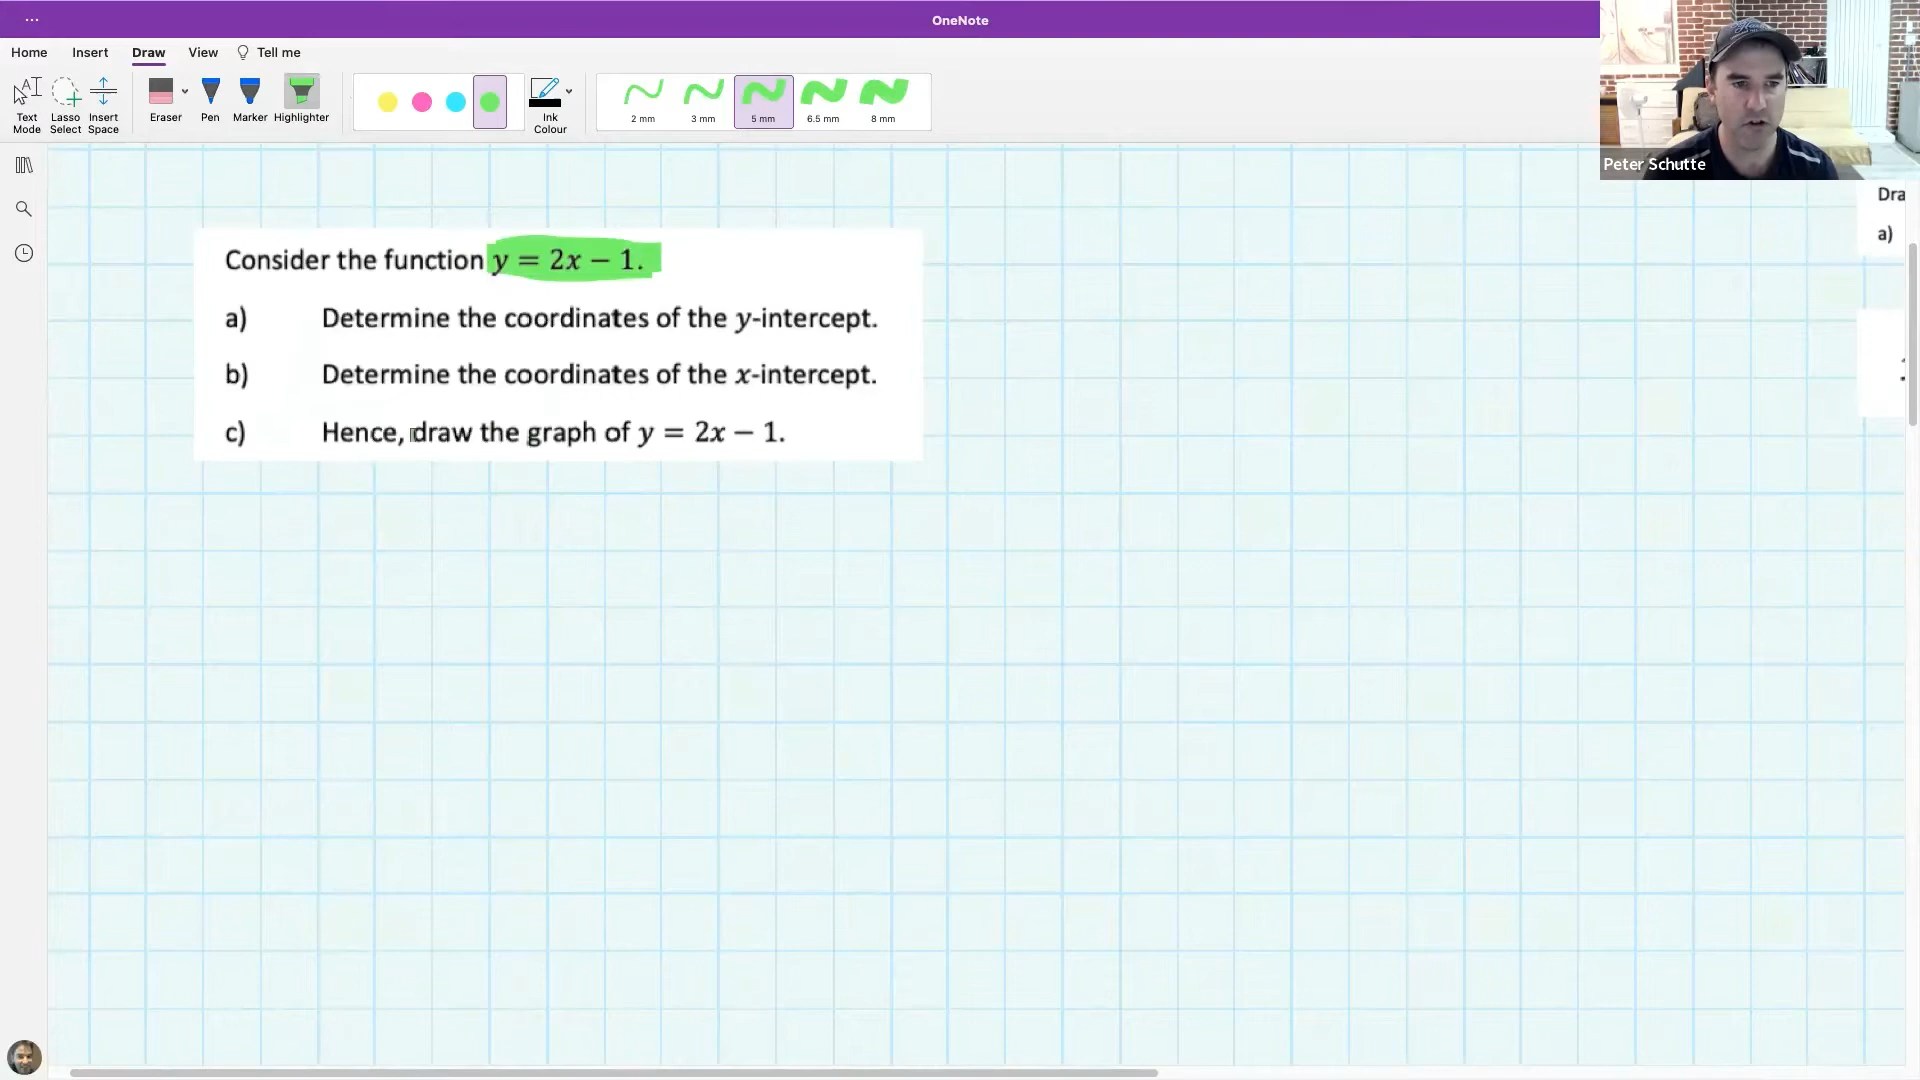 OneNote
Home Insert Draw View Tell me
Text Mode
Lasso Select
Insert Space
Eraser
Pen
Marker
Highlighter
Ink Colour
2 mm
3 mm
5 mm
6.5 mm
8 mm
Peter Schutte
Consider the function y = 2x − 1.
a) Determine the coordinates of the y-intercept.
b) Determine the coordinates of the x-intercept.
c) Hence, draw the graph of y = 2x − 1.
Dra
a)